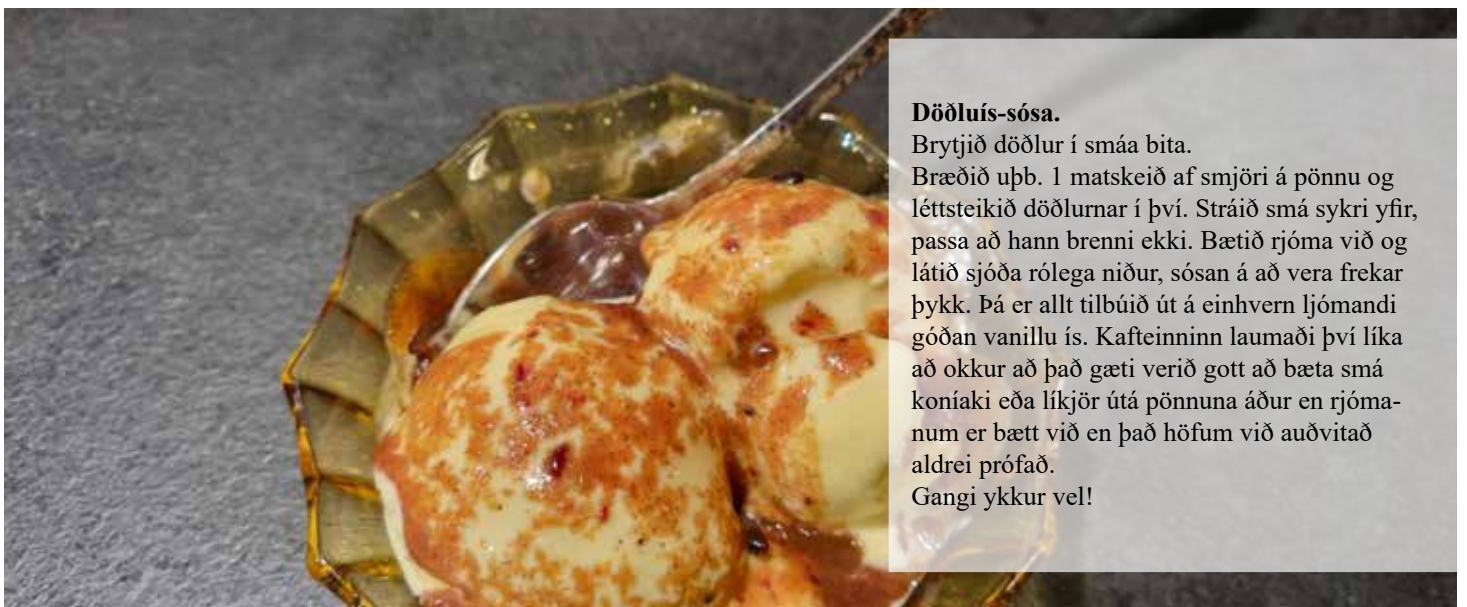 Döðluís-sósa.
Brytjið döðlur í smáa bita.
Bræðið uþb. 1 matskeið af smjöri á pönnu og
léttsteikið döðlurnar í því. Stráið smá sykri yfir,
passa að hann brenni ekki. Bætið rjóma við og
látið sjóða rólega niður, sósan á að vera frekar
þykk. Þá er allt tilbúið út á einhvern ljómandi
góðan vanillu ís. Kafteinninn laumaði því líka
að okkur að það gæti verið gott að bæta smá
koníaki eða líkjör útá pönnuna áður en rjóma-
num er bætt við en það höfum við auðvitað
aldrei prófað.
Gangi ykkur vel!